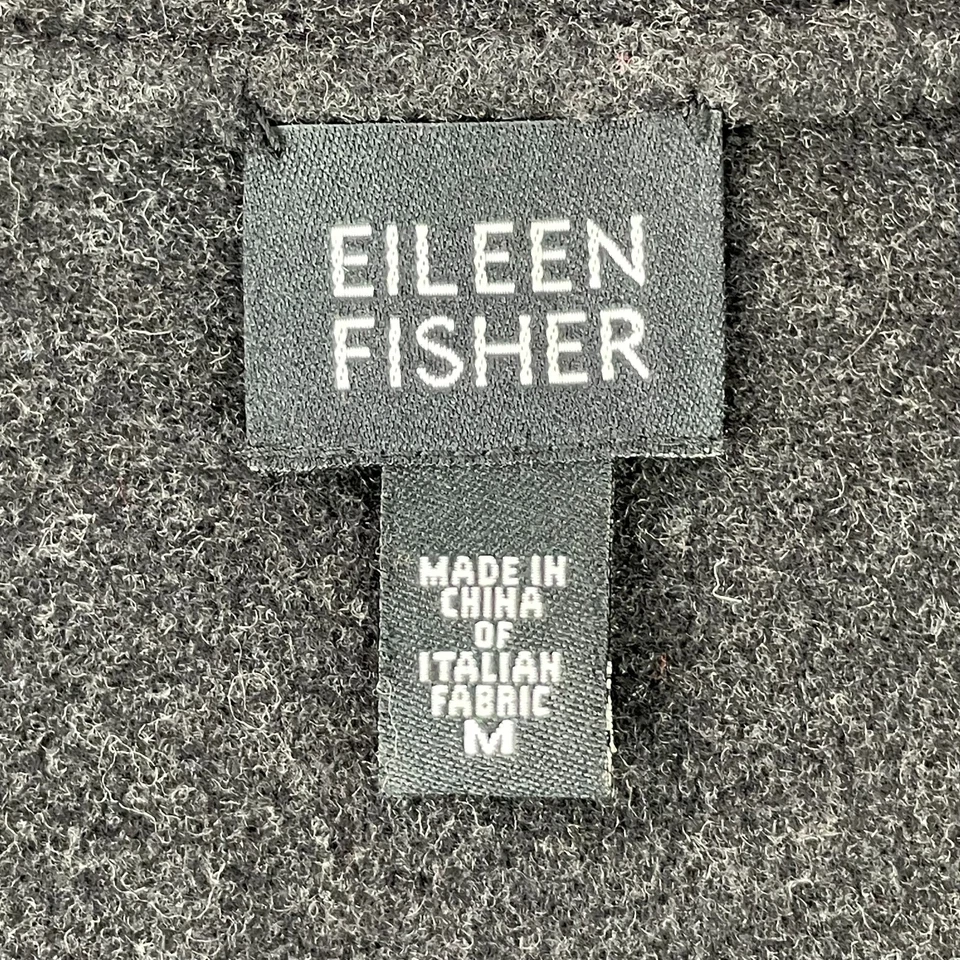 EILEEN
FISHER
MADE IN
CHINA
OF
ITALIAN
FABRIC
M